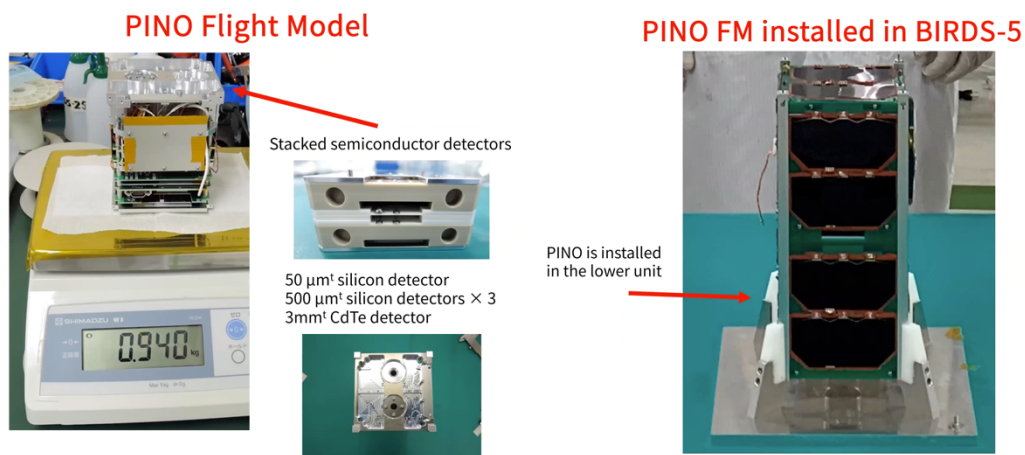 PINO Flight Model
PINO FM installed in BIRDS-5
Stacked semiconductor detectors
50 μmᵗ silicon detector
500 μmᵗ silicon detectors × 3
3mmᵗ CdTe detector
PINO is installed
in the lower unit
SHIMADZU
0.940 kg